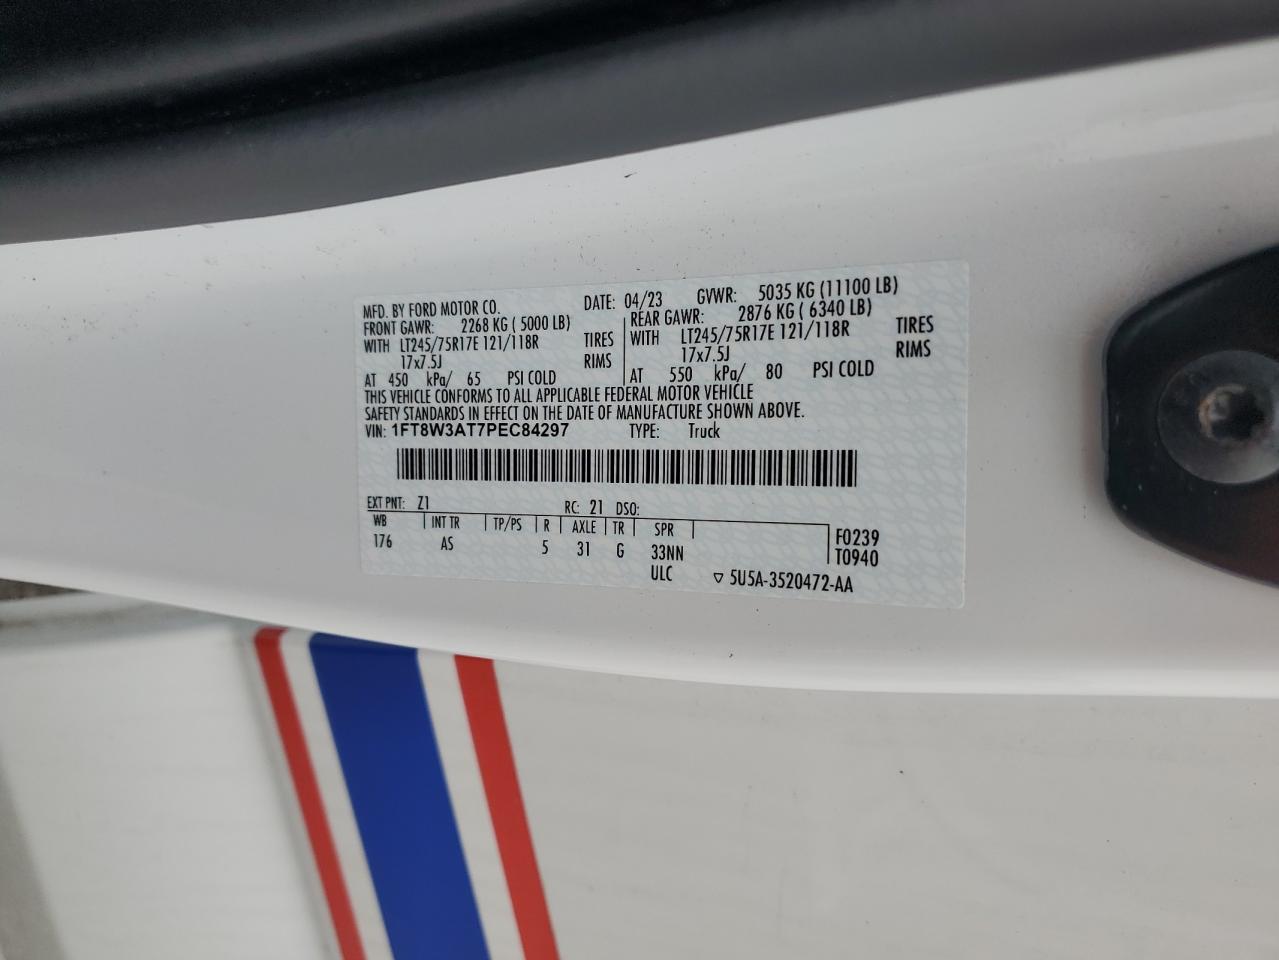 MFD. BY FORD MOTOR CO. DATE: 04/23 GVWR: 5035 KG (11100 LB)
FRONT GAWR: 2268 KG ( 5000 LB) REAR GAWR: 2876 KG ( 6340 LB)
WITH LT245/75R17E 121/118R TIRES WITH LT245/75R17E 121/118R TIRES
17x7.5J RIMS 17x7.5J RIMS
AT 450 kPa/ 65 PSI COLD AT 550 kPa/ 80 PSI COLD
THIS VEHICLE CONFORMS TO ALL APPLICABLE FEDERAL MOTOR VEHICLE
SAFETY STANDARDS IN EFFECT ON THE DATE OF MANUFACTURE SHOWN ABOVE.
VIN: 1FT8W3AT7PEC84297 TYPE: Truck
EXT PNT: Z1 RC: 21 DSO:
WB INT TR TP/PS R AXLE TR SPR F0239
176 AS 5 31 G 33NN T0940
ULC ▽ 5U5A-3520472-AA